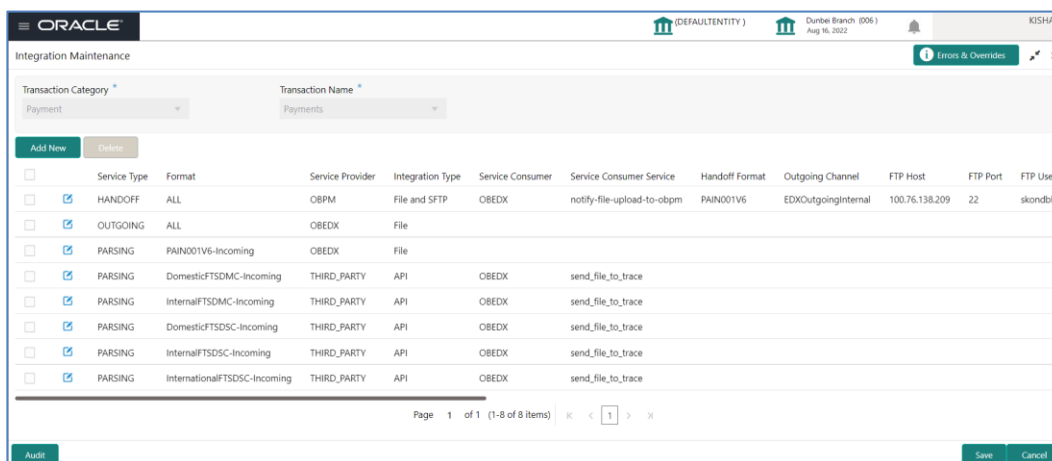 ORACLE (DEFAULTENTITY ) Dunbei Branch (006 ) KISHA
Aug 16, 2022
Integration Maintenance Errors & Overrides
Transaction Category * Transaction Name *
Payment Payments
Add New Delete
Service Type Format Service Provider Integration Type Service Consumer Service Consumer Service Handoff Format Outgoing Channel FTP Host FTP Port FTP Use
HANDOFF ALL OBPM File and SFTP OBEDX notify-file-upload-to-obpm PAIN001V6 EDXOutgoingInternal 100.76.138.209 22 skondbl
OUTGOING ALL OBEDX File
PARSING PAIN001V6-Incoming OBEDX File
PARSING DomesticFTSDMC-Incoming THIRD_PARTY API OBEDX send_file_to_trace
PARSING InternalFTSDMC-Incoming THIRD_PARTY API OBEDX send_file_to_trace
PARSING DomesticFTSDSC-Incoming THIRD_PARTY API OBEDX send_file_to_trace
PARSING InternalFTSDSC-Incoming THIRD_PARTY API OBEDX send_file_to_trace
PARSING InternationalFTSDSC-Incoming THIRD_PARTY API OBEDX send_file_to_trace
Page 1 of 1 (1-8 of 8 items) 1
Audit Save Cancel